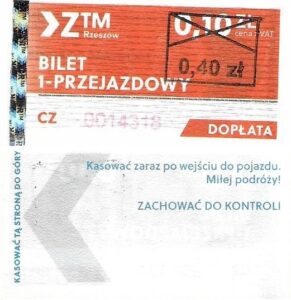 ZTM
Rzeszów
0,10 zł
cena z VAT
BILET
1-PRZEJAZDOWY
0,40 zł
CZ 0014318
DOPŁATA
Kasować zaraz po wejściu do pojazdu.
Miłej podróży!
ZACHOWAĆ DO KONTROLI
KASOWAĆ TĄ STRONĄ DO GÓRY